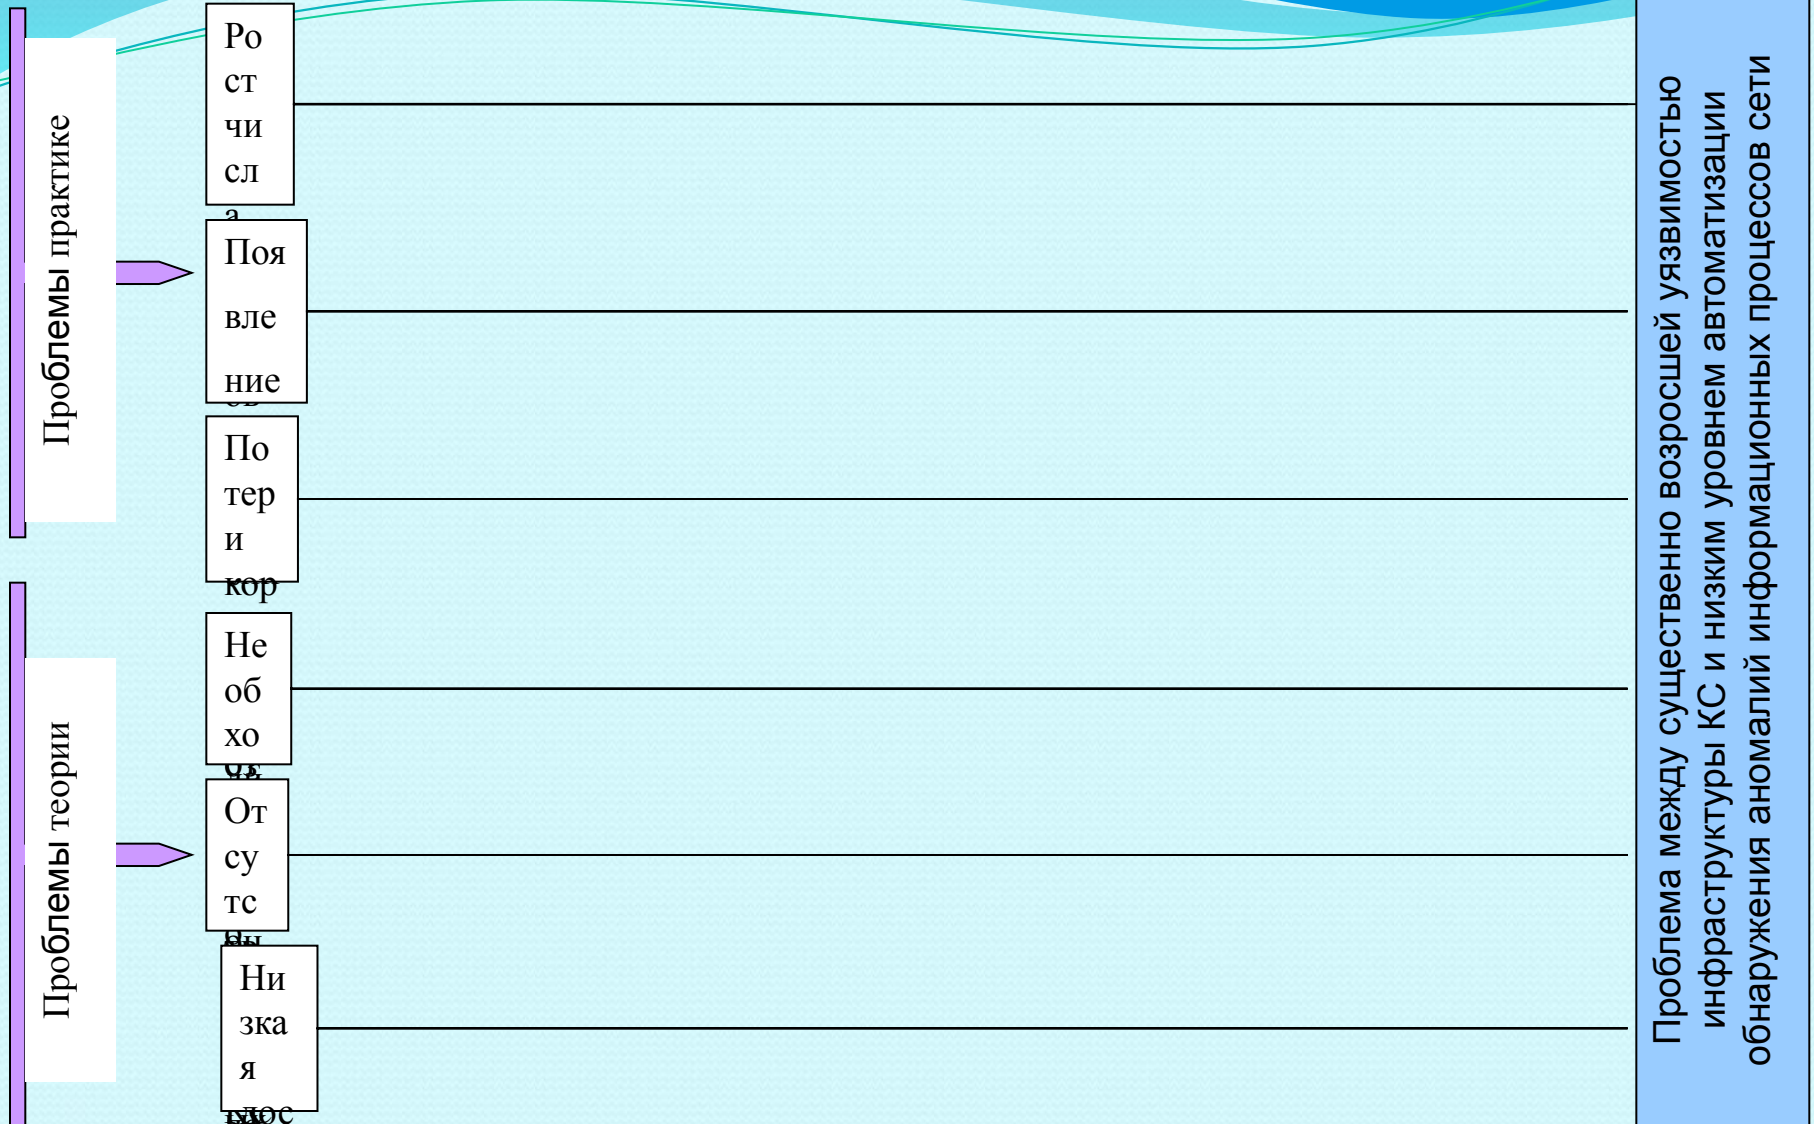 Проблемы практике
Ро
ст
чи
сл
а
Поя
вле
ние
По
тер
и
кор
Проблемы теории
Не
об
хо
От
су
тс
Ни
зка
я
Проблема между существенно возросшей уязвимостью
инфраструктуры КС и низким уровнем автоматизации
обнаружения аномалий информационных процессов сети